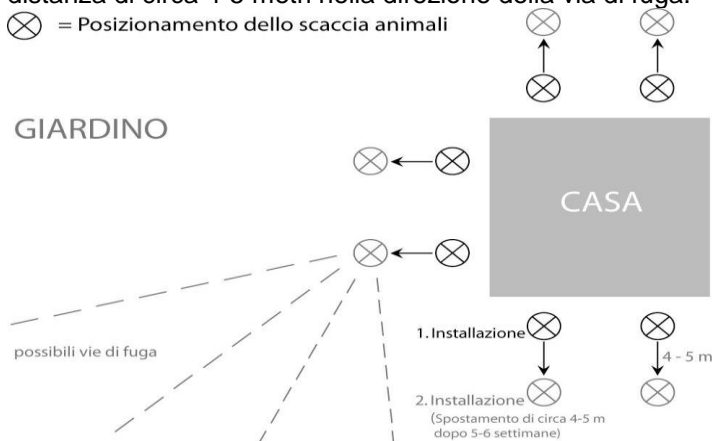 distanza di circa 4-5 metri nella direzione della via di fuga.
= Posizionamento dello scaccia animali
GIARDINO
CASA
1. Installazione
possibili vie di fuga
4 - 5 m
2. Installazione
(Spostamento di circa 4-5 m
dopo 5-6 settimane)